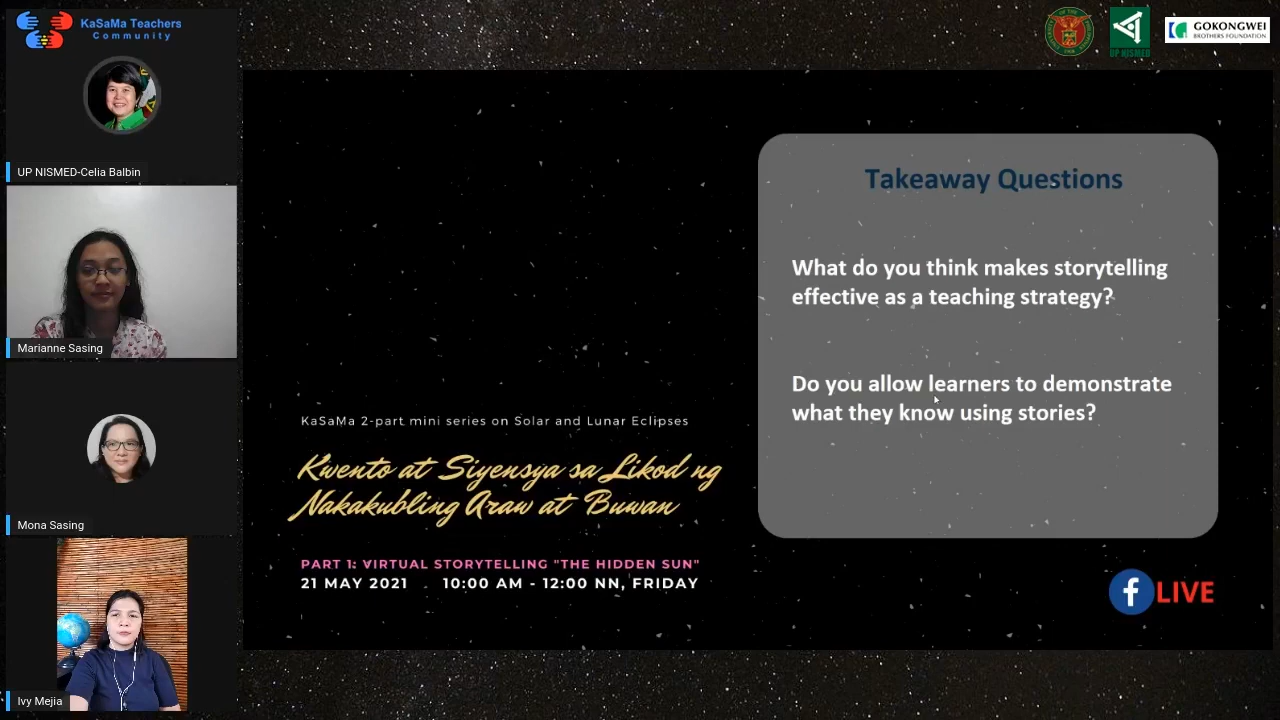 KaSaMa Teachers
Community
UP NISMED
GOKONGWEI
BROTHERS FOUNDATION
UP NISMED-Celia Balbin
Marianne Sasing
Mona Sasing
Ivy Mejia
KaSaMa 2-part mini series on Solar and Lunar Eclipses
Kwento at Siyensya sa Likod ng
Nakakubling Araw at Buwan
PART 1: VIRTUAL STORYTELLING "THE HIDDEN SUN"
21 MAY 2021 . 10:00 AM - 12:00 NN, FRIDAY
Takeaway Questions
What do you think makes storytelling
effective as a teaching strategy?
Do you allow learners to demonstrate
what they know using stories?
f LIVE